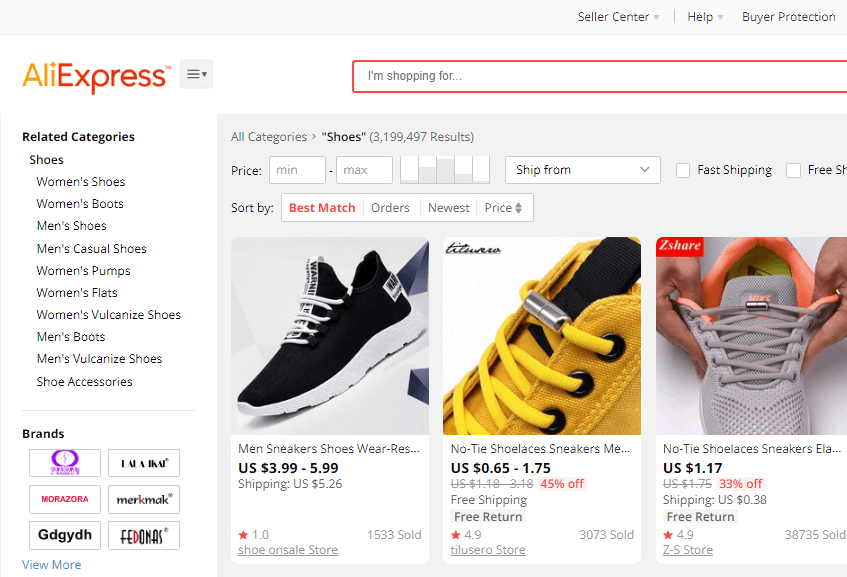 Seller Center
Help
Buyer Protection
AliExpress™
I'm shopping for...
Related Categories
Shoes
Women's Shoes
Women's Boots
Men's Shoes
Men's Casual Shoes
Women's Pumps
Women's Flats
Women's Vulcanize Shoes
Men's Boots
Men's Vulcanize Shoes
Shoe Accessories
Brands
LALA IKAI
MORAZORA
merkmak®
Gdgydh
FEDONAS®
View More
All Categories > "Shoes" (3,199,497 Results)
Price: min - max
Ship from
Fast Shipping
Free Sh
Sort by: Best Match Orders Newest Price
Men Sneakers Shoes Wear-Res...
US $3.99 - 5.99
Shipping: US $5.26
1.0 1533 Sold
shoe onsale Store
titusero
No-Tie Shoelaces Sneakers Me...
US $0.65 - 1.75
US $1.18 - 3.18 45% off
Free Shipping
Free Return
4.9 3073 Sold
tilusero Store
Zshare
No-Tie Shoelaces Sneakers Ela...
US $1.17
US $1.75 33% off
Shipping: US $0.38
Free Return
4.9 38735 Sold
Z-S Store